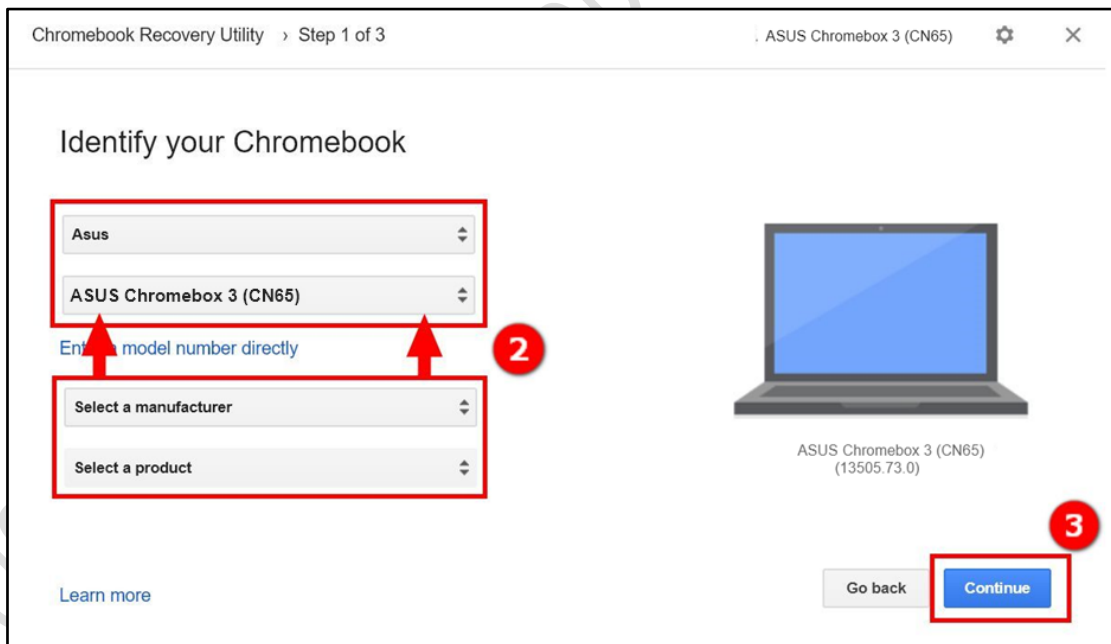 Chromebook Recovery Utility › Step 1 of 3
ASUS Chromebox 3 (CN65)
Identify your Chromebook
Asus
ASUS Chromebox 3 (CN65)
model number directly
2
Select a manufacturer
Select a product
ASUS Chromebox 3 (CN65)
(13505.73.0)
3
Go back
Continue
Learn more